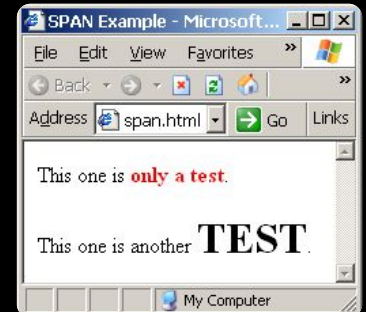 SPAN Example - Microsoft...
File Edit View Favorites »
Back »
Address span.html Go Links
This one is only a test.
This one is another TEST.
My Computer